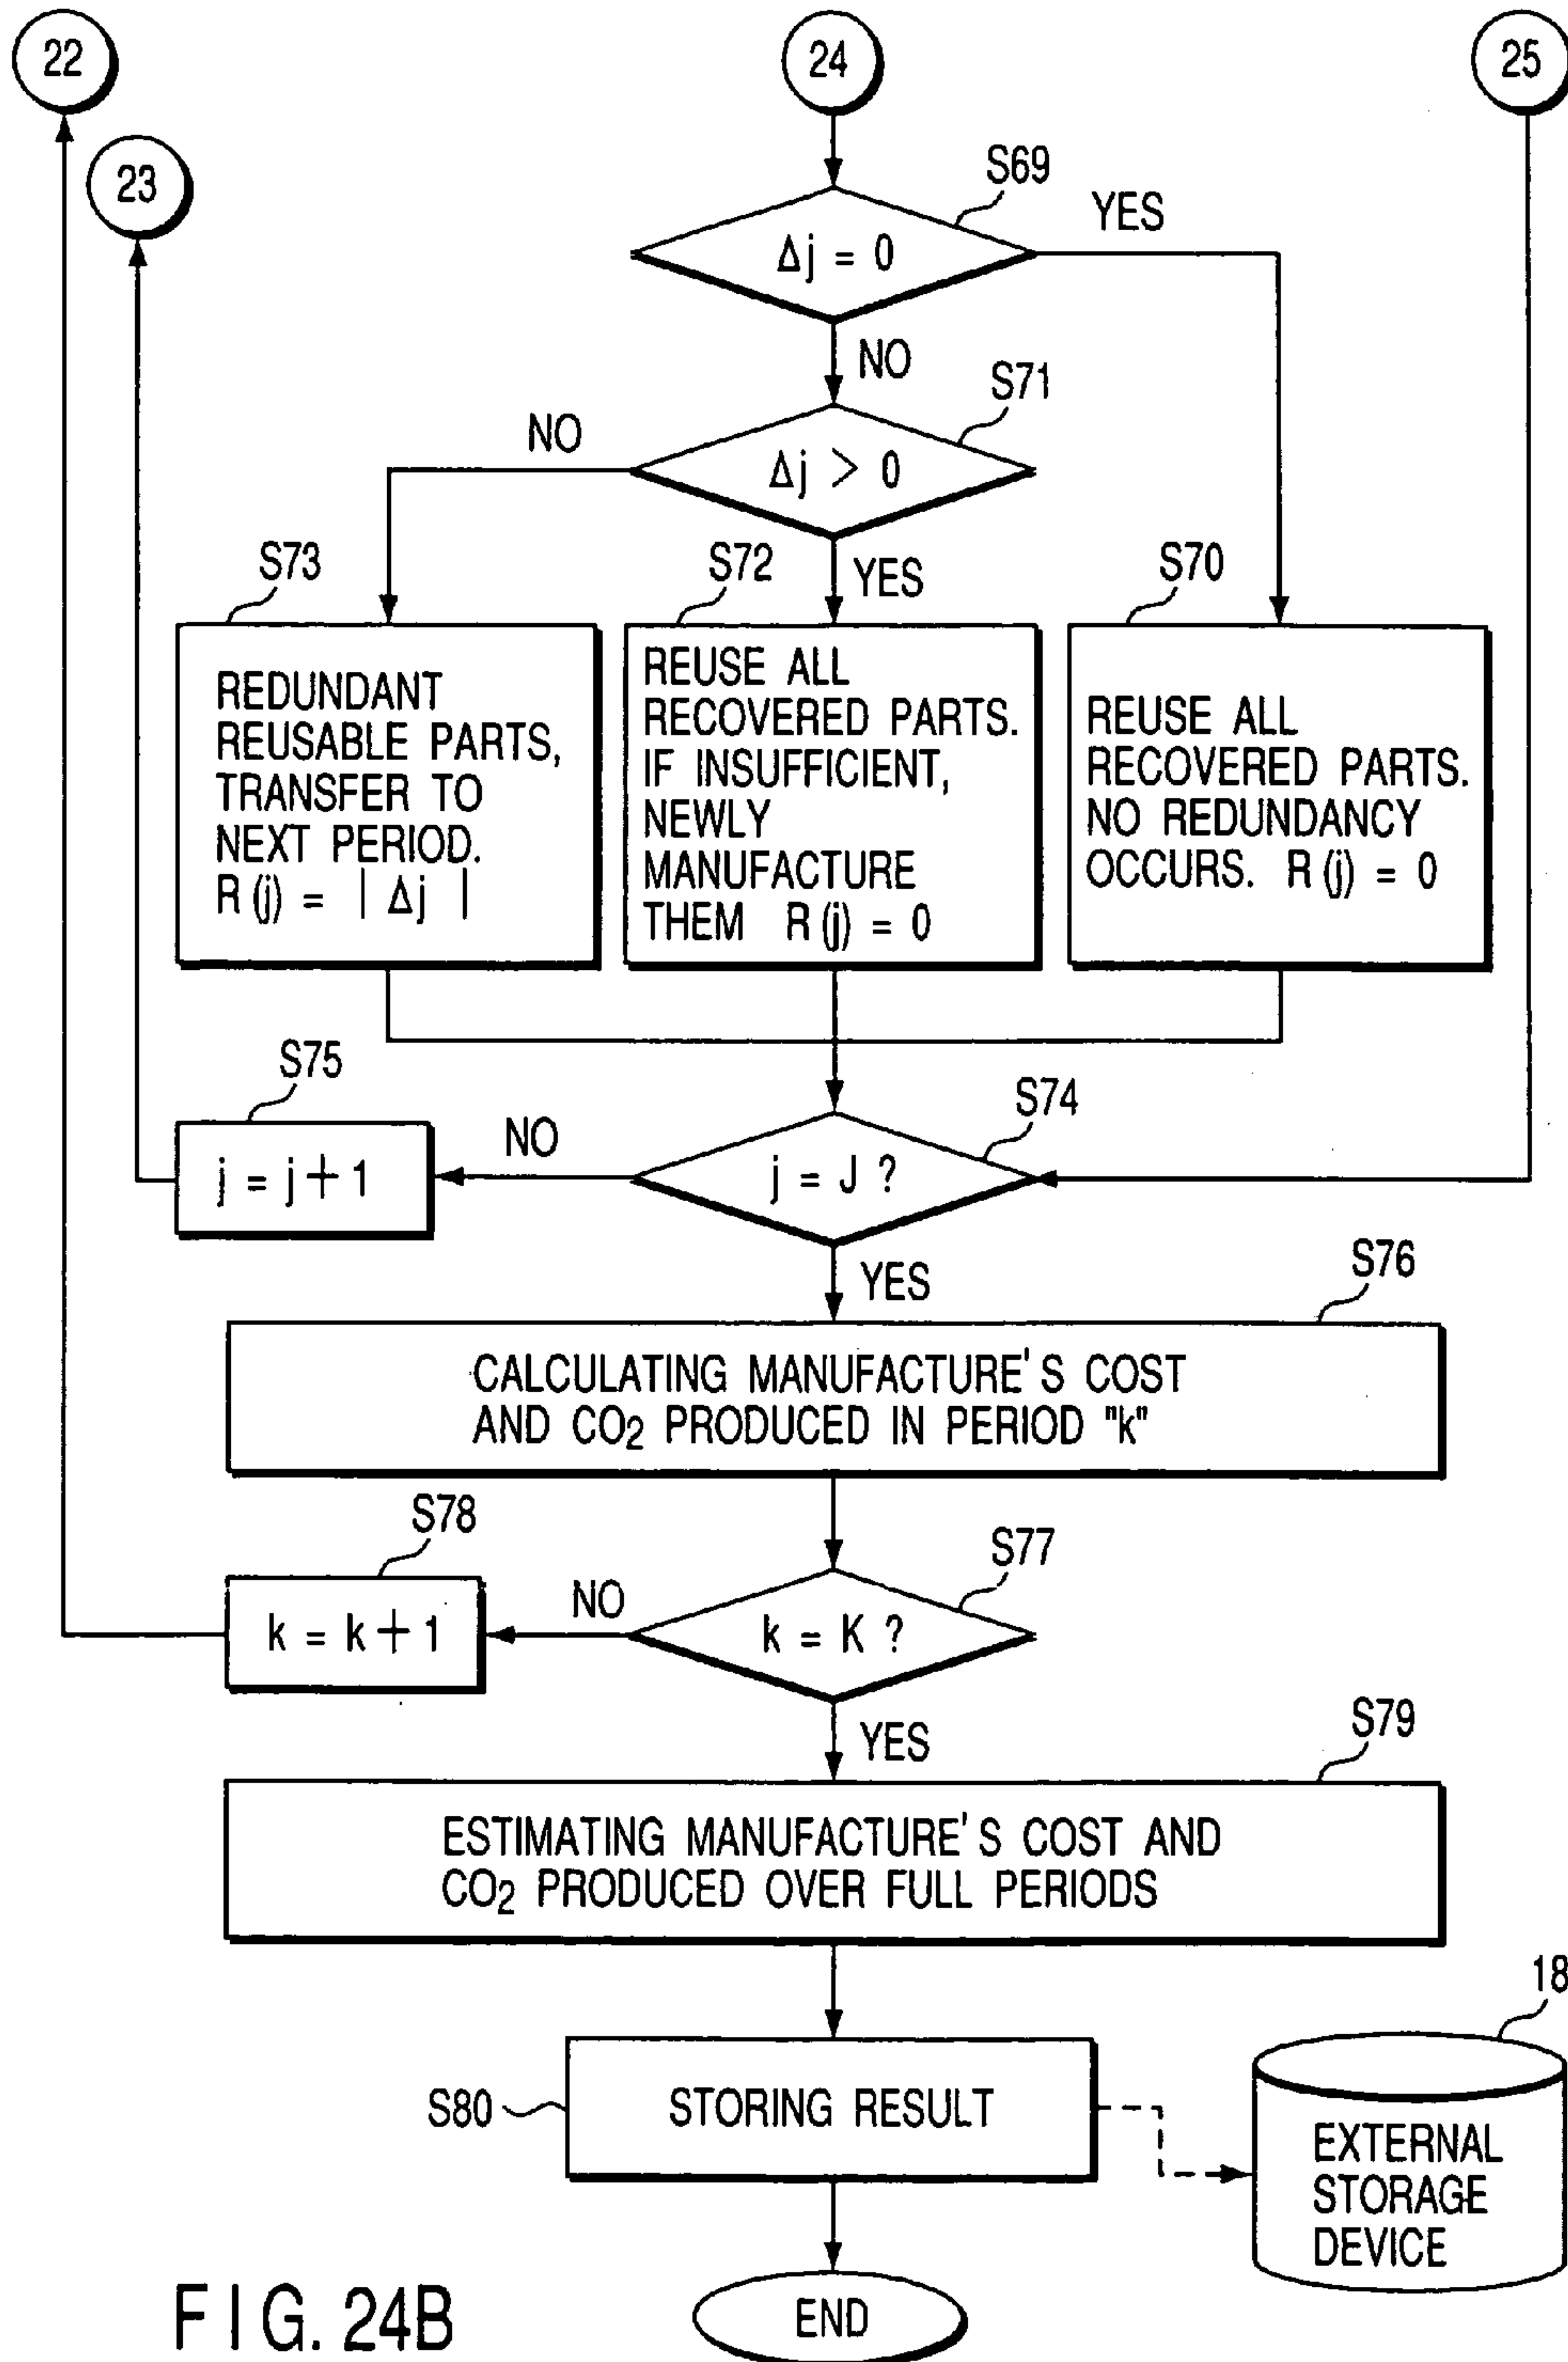 22
24
25
23
S69
YES
Δj = 0
NO
S71
NO
Δj > 0
S73
S72
YES
S70
REDUNDANT
REUSABLE PARTS,
TRANSFER TO
NEXT PERIOD.
R(j) = | Δj |
REUSE ALL
RECOVERED PARTS.
IF INSUFFICIENT,
NEWLY
MANUFACTURE
THEM R(j) = 0
REUSE ALL
RECOVERED PARTS.
NO REDUNDANCY
OCCURS. R(j) = 0
S75
S74
NO
j = j+1
j = J ?
YES
S76
CALCULATING MANUFACTURE'S COST
AND CO2 PRODUCED IN PERIOD "k"
S78
S77
NO
k = k+1
k = K ?
YES
S79
ESTIMATING MANUFACTURE'S COST AND
CO2 PRODUCED OVER FULL PERIODS
18
S80
STORING RESULT
EXTERNAL
STORAGE
DEVICE
END
FIG. 24B